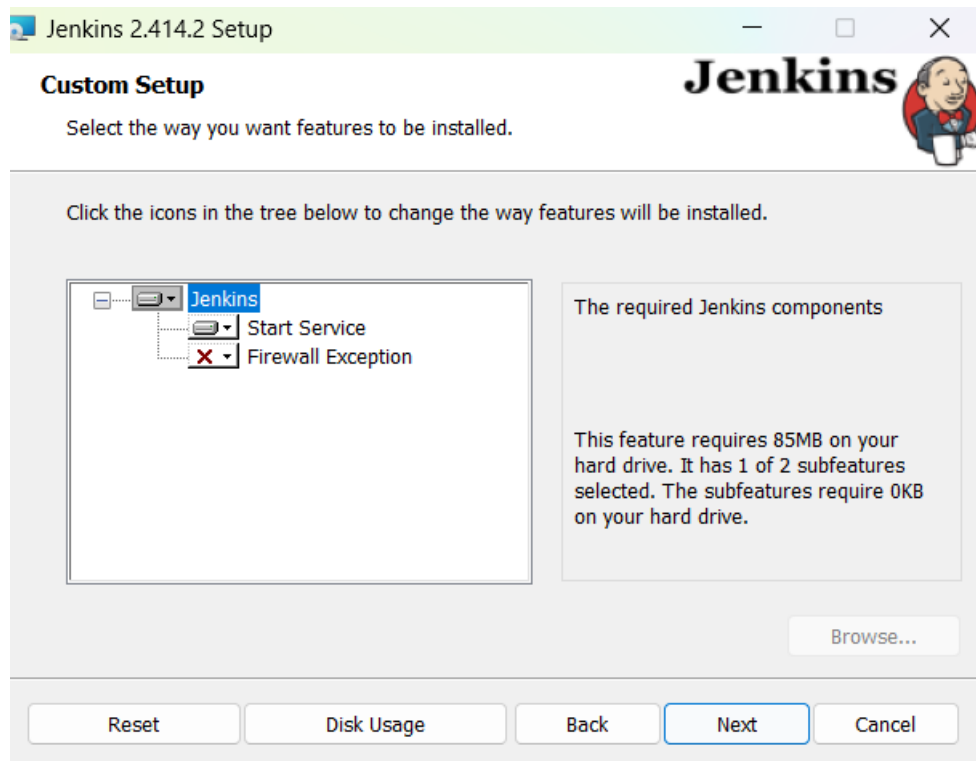 Jenkins 2.414.2 Setup
Custom Setup
Jenkins
Select the way you want features to be installed.
Click the icons in the tree below to change the way features will be installed.
Jenkins
Start Service
Firewall Exception
The required Jenkins components
This feature requires 85MB on your
hard drive. It has 1 of 2 subfeatures
selected. The subfeatures require 0KB
on your hard drive.
Browse...
Reset
Disk Usage
Back
Next
Cancel